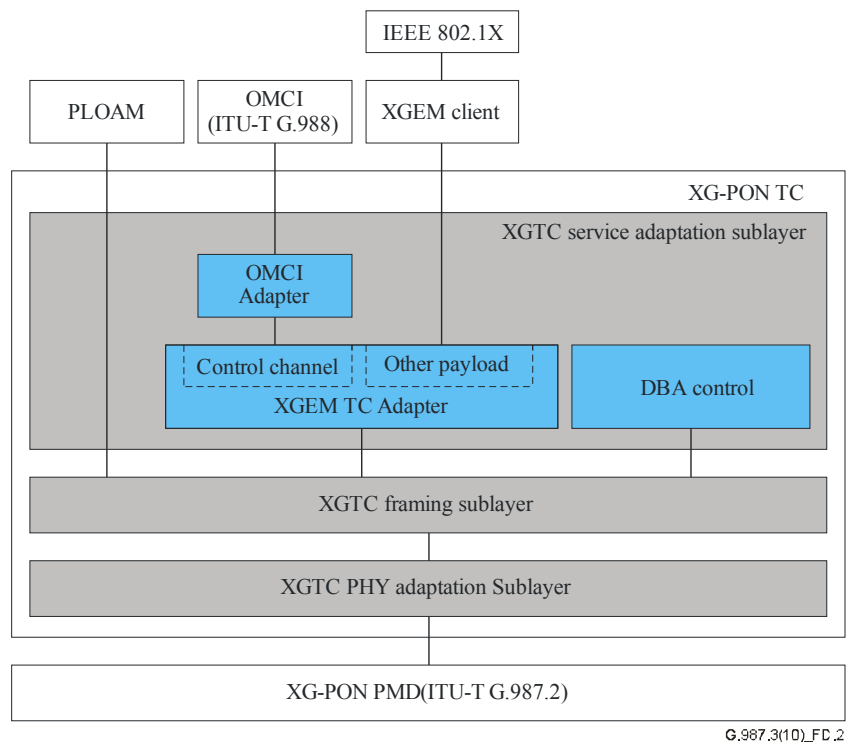 IEEE 802.1X
PLOAM
OMCI
(ITU-T G.988)
XGEM client
XG-PON TC
XGTC service adaptation sublayer
OMCI
Adapter
Control channel
Other payload
XGEM TC Adapter
DBA control
XGTC framing sublayer
XGTC PHY adaptation Sublayer
XG-PON PMD(ITU-T G.987.2)
G.987.3(10)_FC.2